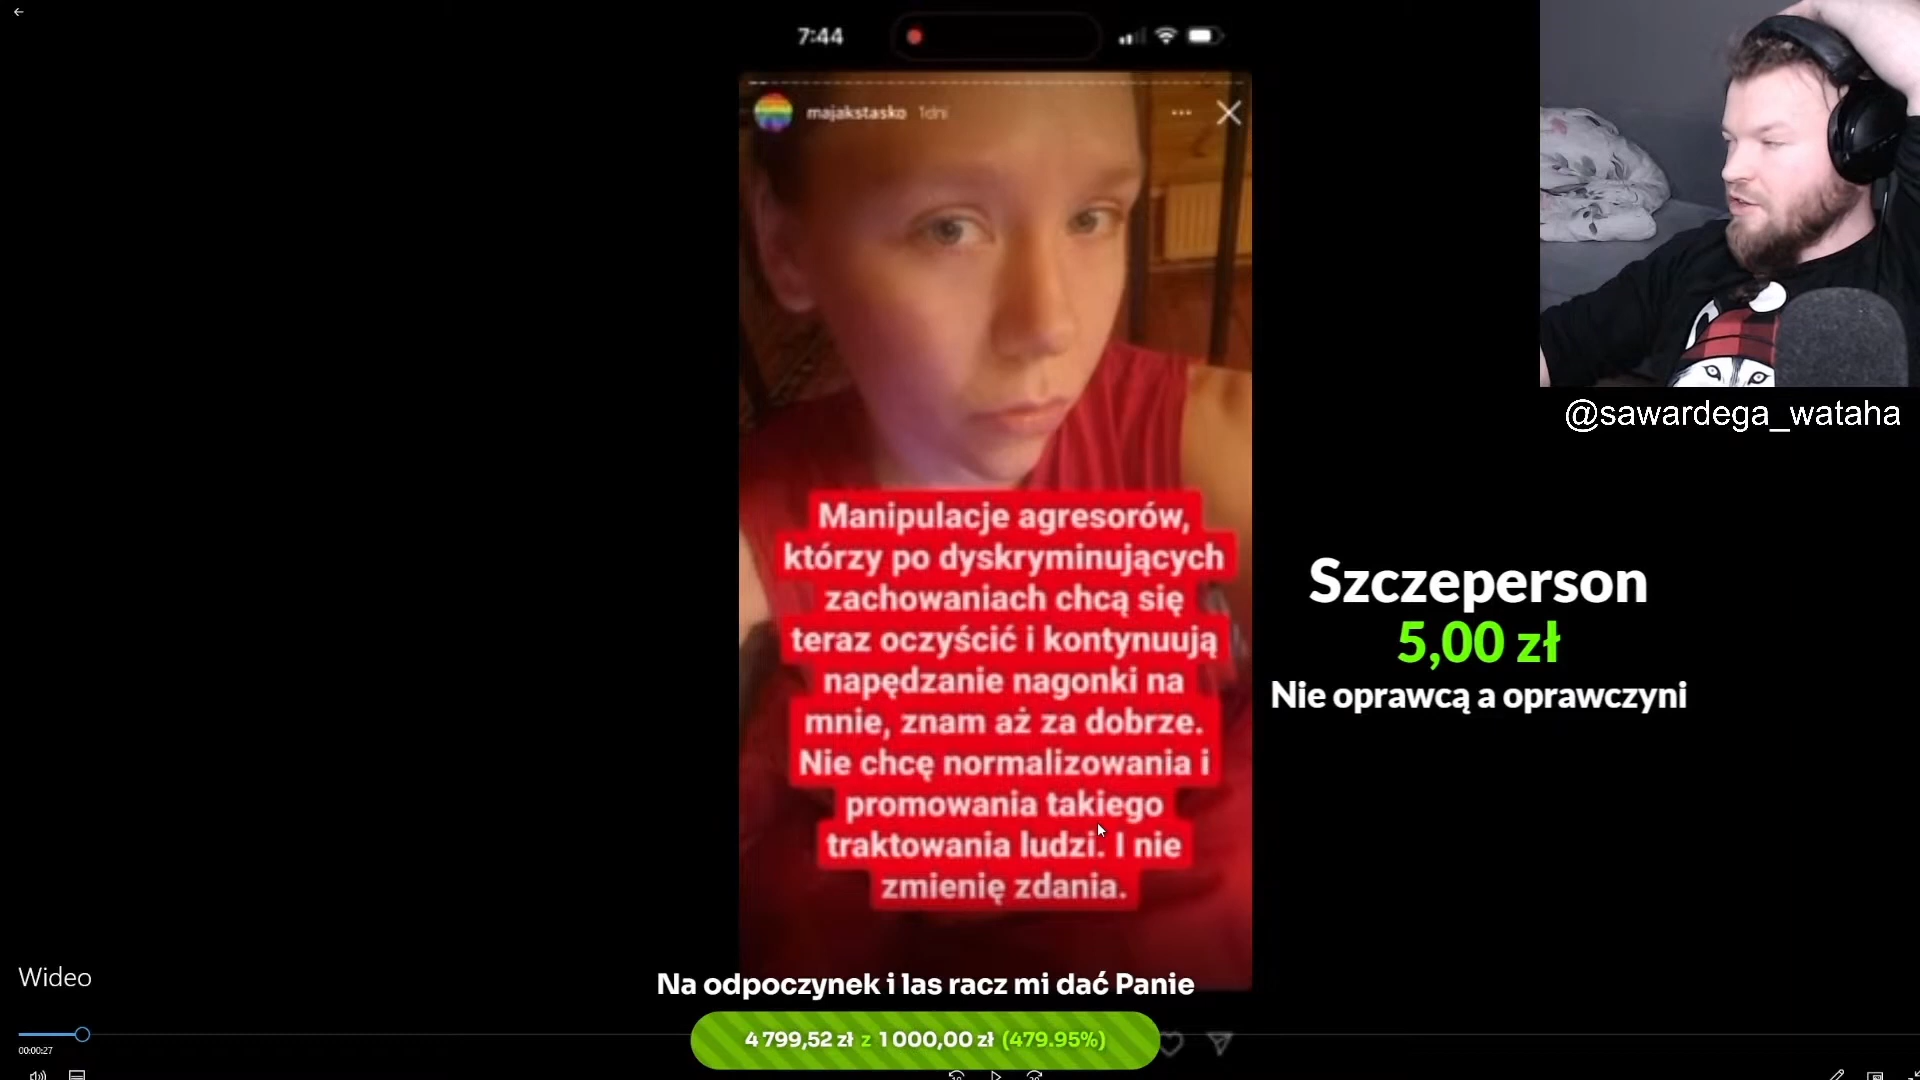 7:44
majakstasko 1dni
@sawardega_wataha
Manipulacje agresorów,
którzy po dyskryminujących
zachowaniach chcą się
teraz oczyścić i kontynuują
napędzanie nagonki na
mnie, znam aż za dobrze.
Nie chcę normalizowania i
promowania takiego
traktowania ludzi. I nie
zmienię zdania.
Szczeperson
5,00 zł
Nie oprawcą a oprawczyni
Wideo
Na odpoczynek i las racz mi dać Panie
4 799,52 zł z 1 000,00 zł (479.95%)
00:00:27